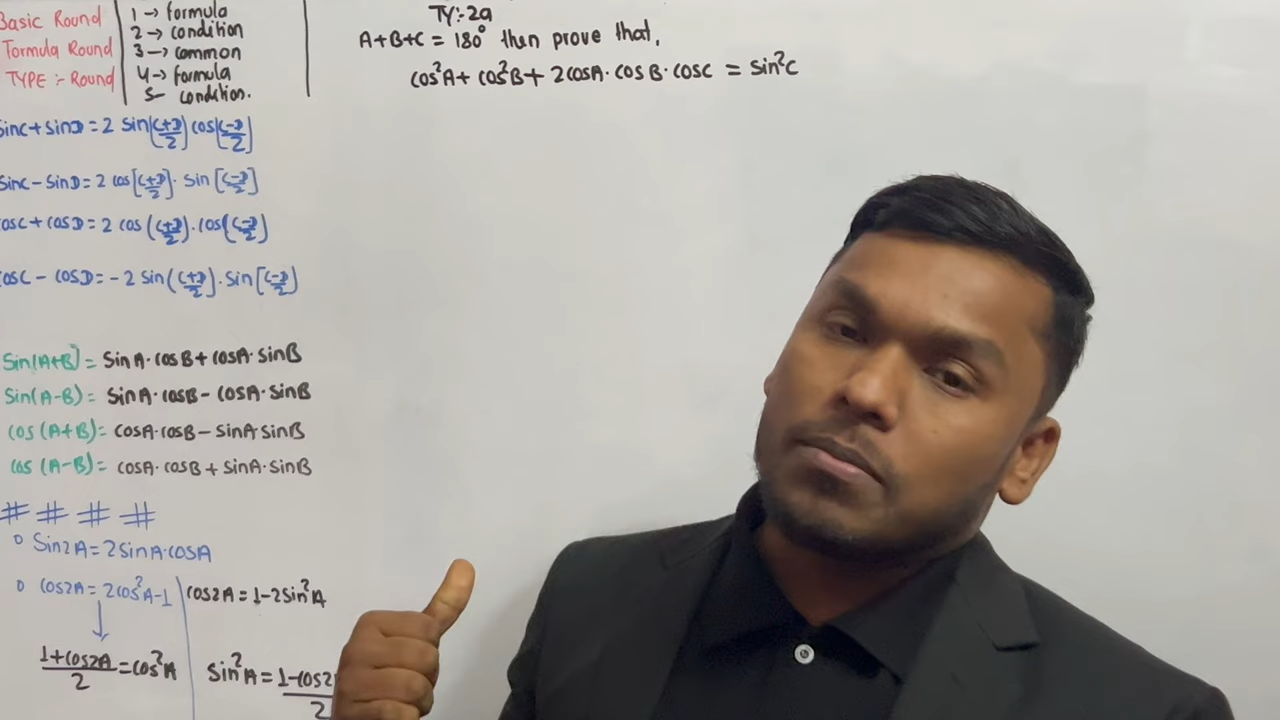 Basic Round
Formula Round
TYPE :- Round
1 → formula
2 → condition
3 → common
4 → formula
5 - condition.
TY:- 2a
A+B+C = 180° then prove that,
cos²A + cos²B + 2cosA·cosB·cosC = sin²C
sinC + sinD = 2 sin(C+D/2) cos[C-D/2]
sinC - sinD = 2 cos[C+D/2]· sin[C-D/2]
cosC + cosD = 2 cos(C+D/2)·cos(C-D/2)
cosC - cosD = -2 sin(C+D/2]·sin[C-D/2)
Sin(A+B) = SinA·cosB + cosA·sinB
Sin(A-B) = SinA·cosB - cosA·sinB
cos(A+B) = cosA·cosB - sinA·sinB
cos(A-B) = cosA·cosB + sinA·sinB
# # # #
Sin2A = 2sinA·cosA
cos2A = 2cos²A-1
cos2A = 1-2sin²A
1+cos2A/2 = cos²A
sin²A = 1-cos2/2